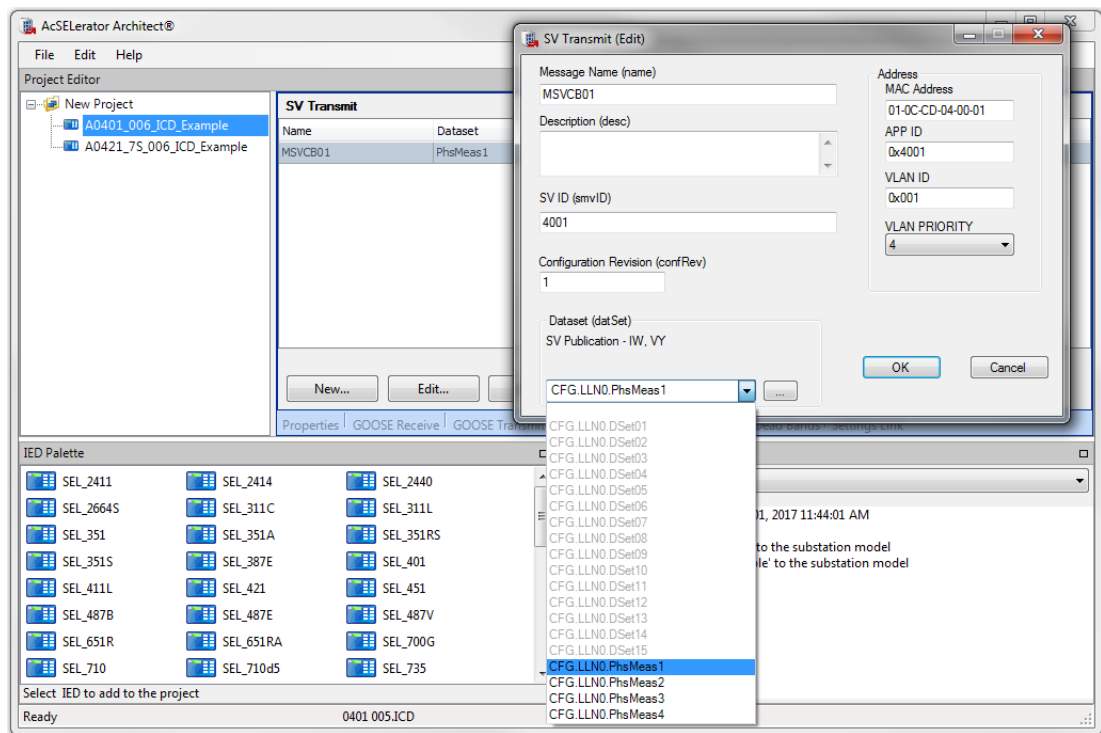 AcSELerator Architect®
File Edit Help
Project Editor
New Project
A0401_006_ICD_Example
A0421_7S_006_ICD_Example
SV Transmit
Name Dataset
MSVCB01 PhsMeas1
New... Edit...
Properties GOOSE Receive GOOSE Transmit Dead Bands Settings Link
SV Transmit (Edit)
Message Name (name)
MSVCB01
Description (desc)
SV ID (smvID)
4001
Configuration Revision (confRev)
1
Dataset (datSet)
SV Publication - IW, VY
CFG.LLN0.PhsMeas1 ...
Address
MAC Address
01-0C-CD-04-00-01
APP ID
0x4001
VLAN ID
0x001
VLAN PRIORITY
4
OK Cancel
CFG.LLN0.DSet01
CFG.LLN0.DSet02
CFG.LLN0.DSet03
CFG.LLN0.DSet04
CFG.LLN0.DSet05
CFG.LLN0.DSet06
CFG.LLN0.DSet07
CFG.LLN0.DSet08
CFG.LLN0.DSet09
CFG.LLN0.DSet10
CFG.LLN0.DSet11
CFG.LLN0.DSet12
CFG.LLN0.DSet13
CFG.LLN0.DSet14
CFG.LLN0.DSet15
CFG.LLN0.PhsMeas1
CFG.LLN0.PhsMeas2
CFG.LLN0.PhsMeas3
CFG.LLN0.PhsMeas4
IED Palette
SEL_2411 SEL_2414 SEL_2440
SEL_2664S SEL_311C SEL_311L
SEL_351 SEL_351A SEL_351RS
SEL_351S SEL_387E SEL_401
SEL_411L SEL_421 SEL_451
SEL_487B SEL_487E SEL_487V
SEL_651R SEL_651RA SEL_700G
SEL_710 SEL_710d5 SEL_735
Select IED to add to the project
Ready 0401 005.ICD
2017 11:44:01 AM
to the substation model
to the substation model